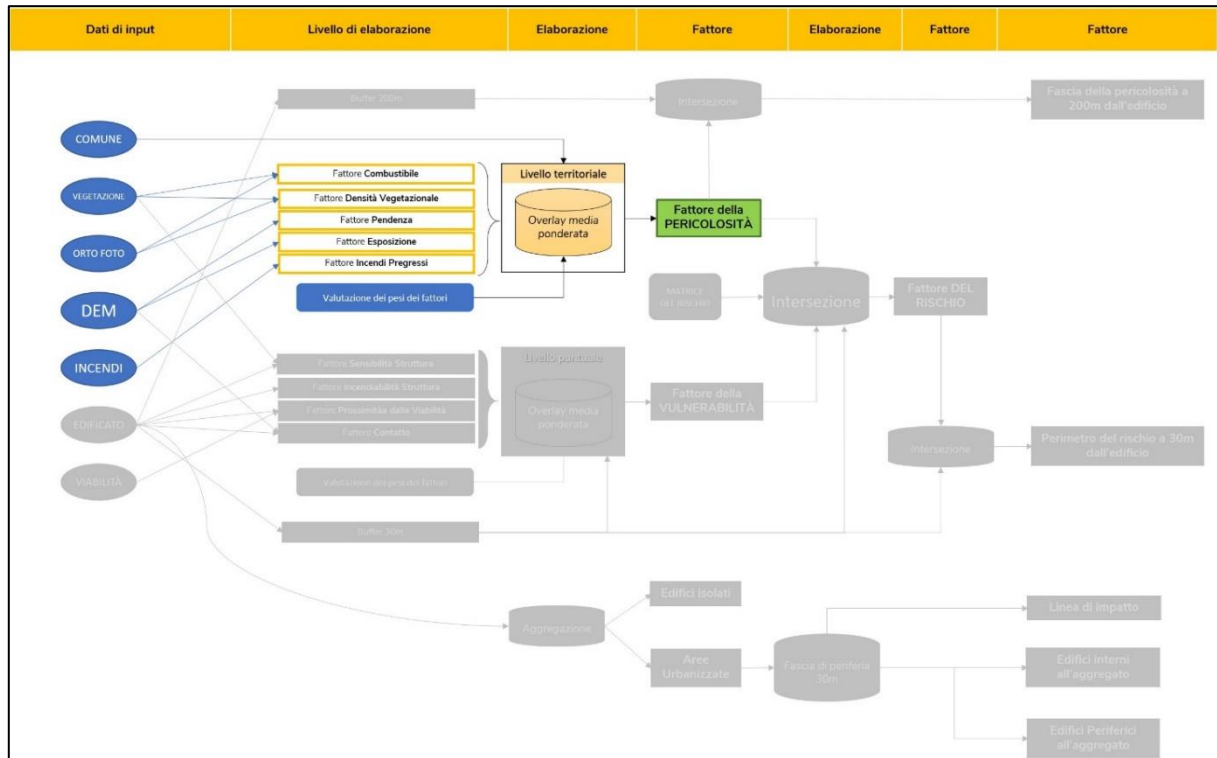 Dati di input
Livello di elaborazione
Elaborazione
Fattore
Elaborazione
Fattore
Fattore
Buffer 200m
Intersezione
Fascia della pericolosità a
200m dall'edificio
COMUNE
VEGETAZIONE
ORTO FOTO
DEM
INCENDI
EDIFICATO
VIABILITÀ
Fattore Combustibile
Fattore Densità Vegetazionale
Fattore Pendenza
Fattore Esposizione
Fattore Incendi Pregressi
Valutazione dei pesi dei fattori
Livello territoriale
Overlay media
ponderata
Fattore della
PERICOLOSITÀ
MATRICE
DEL RISCHIO
Intersezione
Fattore DEL
RISCHIO
Fattore Sensibilità Struttura
Fattore Incendiabilità Struttura
Fattore Prossimità dalla Viabilità
Fattore Contatto
Valutazione dei pesi dei fattori
Livello puntuale
Overlay media
ponderata
Fattore della
VULNERABILITÀ
Intersezione
Perimetro del rischio a 30m
dall'edificio
Buffer 30m
Aggregazione
Edifici isolati
Aree
Urbanizzate
Fascia di periferia
30m
Linea di impatto
Edifici Interni
all'aggregato
Edifici Periferici
all'aggregato